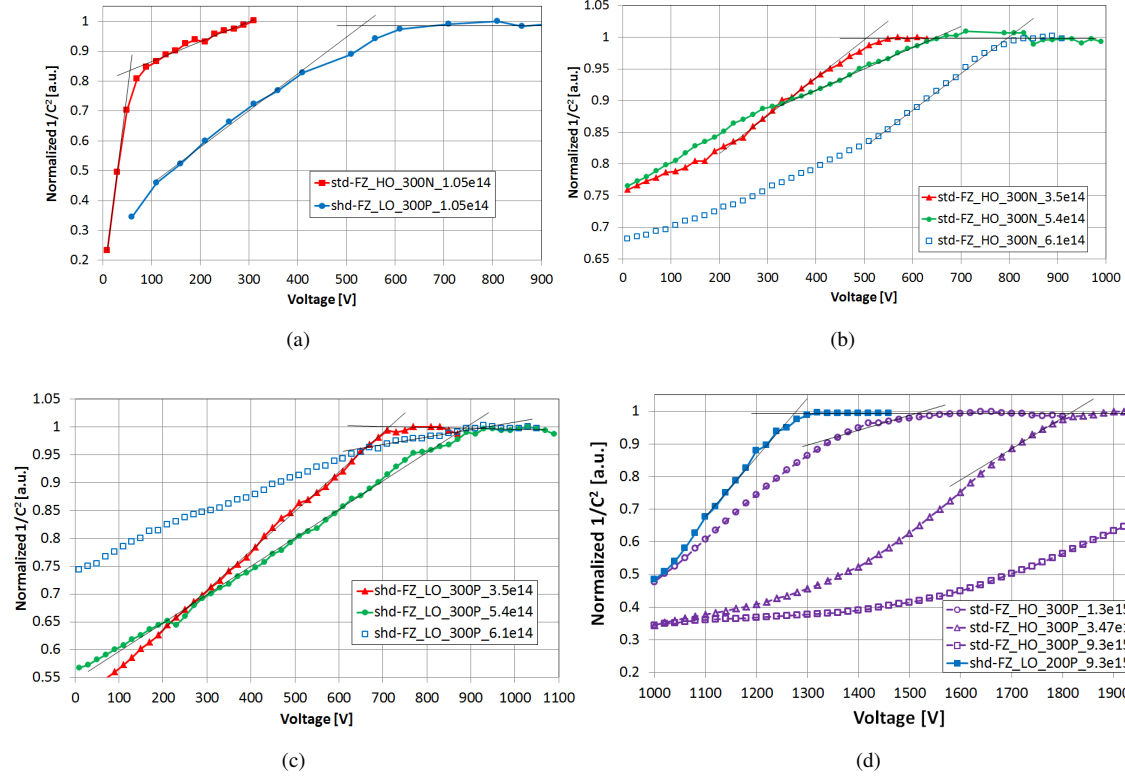 Normalized 1/C² [a.u.]
1
0.9
0.8
0.7
0.6
0.5
0.4
0.3
0.2
0 100 200 300 400 500 600 700 800 900
Voltage [V]
std-FZ_HO_300N_1.05e14
shd-FZ_LO_300P_1.05e14
(a)
Normalized 1/C² [a.u.]
1.05
1
0.95
0.9
0.85
0.8
0.75
0.7
0.65
0 100 200 300 400 500 600 700 800 900 1000
Voltage [V]
std-FZ_HO_300N_3.5e14
std-FZ_HO_300N_5.4e14
std-FZ_HO_300N_6.1e14
(b)
Normalized 1/C² [a.u.]
1.05
1
0.95
0.9
0.85
0.8
0.75
0.7
0.65
0.6
0.55
0 100 200 300 400 500 600 700 800 900 1000 1100
Voltage [V]
shd-FZ_LO_300P_3.5e14
shd-FZ_LO_300P_5.4e14
shd-FZ_LO_300P_6.1e14
(c)
Normalized 1/C² [a.u.]
1
0.9
0.8
0.7
0.6
0.5
0.4
0.3
0.2
1000 1100 1200 1300 1400 1500 1600 1700 1800 1900
Voltage [V]
std-FZ_HO_300P_1.3e15
std-FZ_HO_300P_3.47e1
std-FZ_HO_300P_9.3e15
shd-FZ_LO_200P_9.3e15
(d)